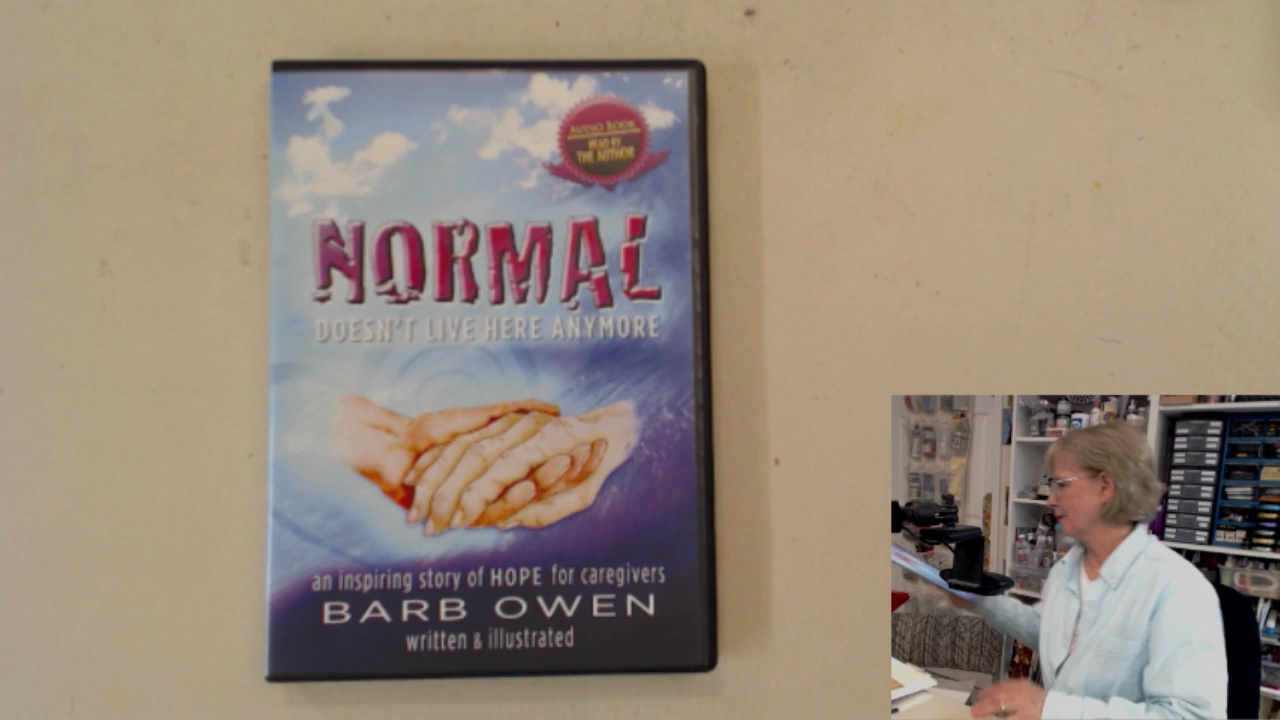 AUDIO BOOK
READ BY
THE AUTHOR
NORMAL
DOESN'T LIVE HERE ANYMORE
an inspiring story of HOPE for caregivers
BARB OWEN
written & illustrated